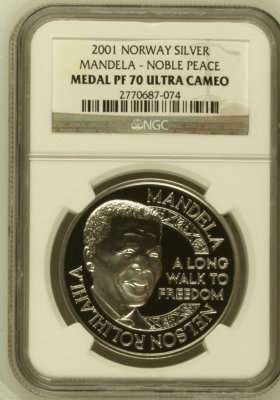 2001 NORWAY SILVER
MANDELA - NOBLE PEACE
MEDAL PF 70 ULTRA CAMEO
2770687-074
NGC
NELSON ROLIHLAHLA MANDELA
A LONG
WALK TO
FREEDOM